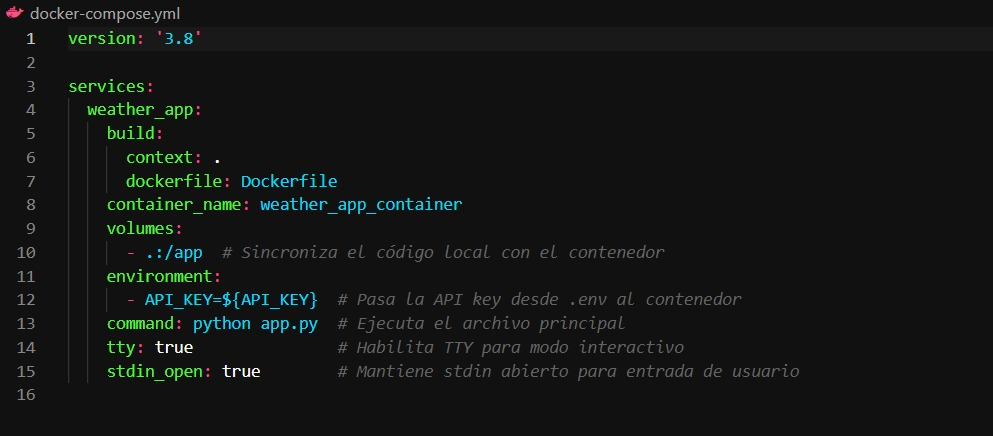 docker-compose.yml
1 version: '3.8'
2
3 services:
4   weather_app:
5     build:
6       context: .
7       dockerfile: Dockerfile
8     container_name: weather_app_container
9     volumes:
10       - .:/app  # Sincroniza el código local con el contenedor
11     environment:
12       - API_KEY=${API_KEY}  # Pasa la API key desde .env al contenedor
13     command: python app.py  # Ejecuta el archivo principal
14     tty: true               # Habilita TTY para modo interactivo
15     stdin_open: true        # Mantiene stdin abierto para entrada de usuario
16